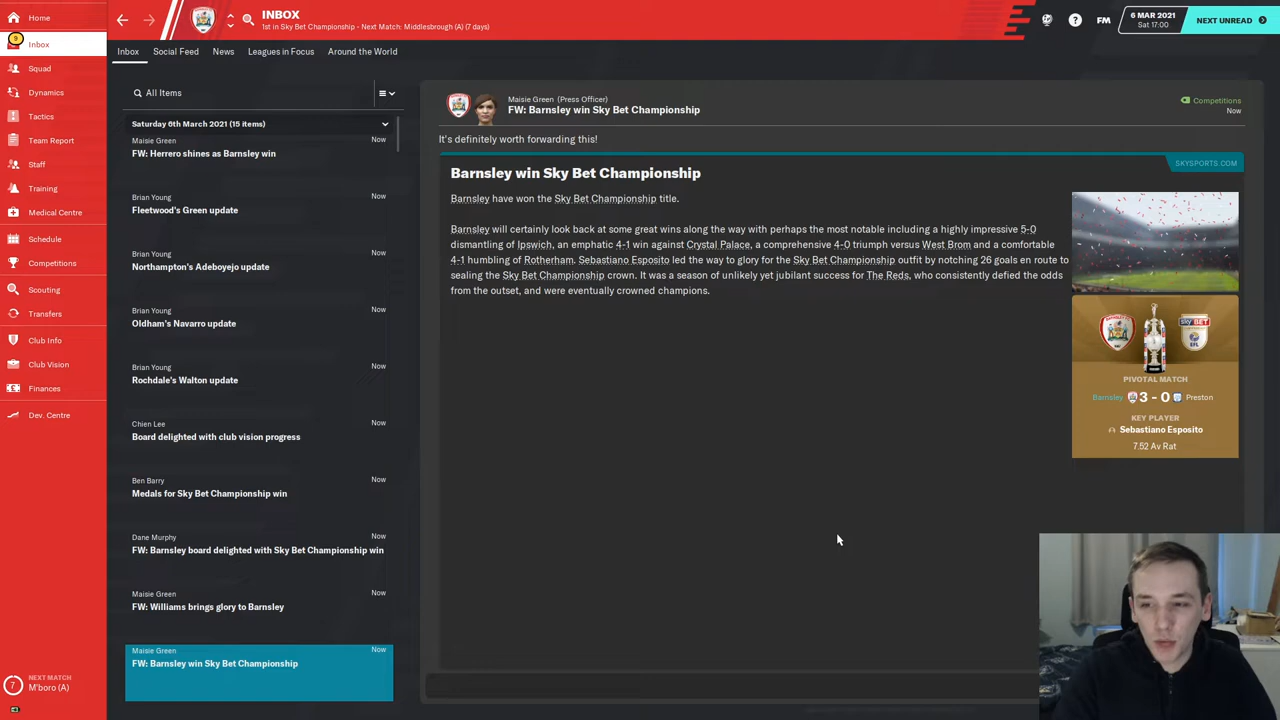 Home
Inbox
9
Squad
Dynamics
Tactics
Team Report
Staff
Training
Medical Centre
Schedule
Competitions
Scouting
Transfers
Club Info
Club Vision
Finances
Dev. Centre
7
NEXT MATCH
M'boro (A)
INBOX
1st in Sky Bet Championship • Next Match: Middlesbrough (A) (7 days)
?
FM
6 MAR 2021
Sat 17:00
NEXT UNREAD
Inbox
Social Feed
News
Leagues in Focus
Around the World
All Items
Saturday 6th March 2021 (15 items)
Maisie Green
Now
FW: Herrero shines as Barnsley win
Brian Young
Now
Fleetwood's Green update
Brian Young
Now
Northampton's Adeboyejo update
Brian Young
Now
Oldham's Navarro update
Brian Young
Now
Rochdale's Walton update
Chien Lee
Now
Board delighted with club vision progress
Ben Barry
Now
Medals for Sky Bet Championship win
Dane Murphy
Now
FW: Barnsley board delighted with Sky Bet Championship win
Maisie Green
Now
FW: Williams brings glory to Barnsley
Maisie Green
Now
FW: Barnsley win Sky Bet Championship
Maisie Green (Press Officer)
FW: Barnsley win Sky Bet Championship
Competitions
Now
It's definitely worth forwarding this!
SKYSPORTS.COM
Barnsley win Sky Bet Championship
Barnsley have won the Sky Bet Championship title.
Barnsley will certainly look back at some great wins along the way with perhaps the most notable including a highly impressive 5-0
dismantling of Ipswich, an emphatic 4-1 win against Crystal Palace, a comprehensive 4-0 triumph versus West Brom and a comfortable
4-1 humbling of Rotherham. Sebastiano Esposito led the way to glory for the Sky Bet Championship outfit by notching 26 goals en route to
sealing the Sky Bet Championship crown. It was a season of unlikely yet jubilant success for The Reds, who consistently defied the odds
from the outset, and were eventually crowned champions.
sky BET
EFL
PIVOTAL MATCH
Barnsley 3 - 0 Preston
KEY PLAYER
Sebastiano Esposito
7.52 Av Rat